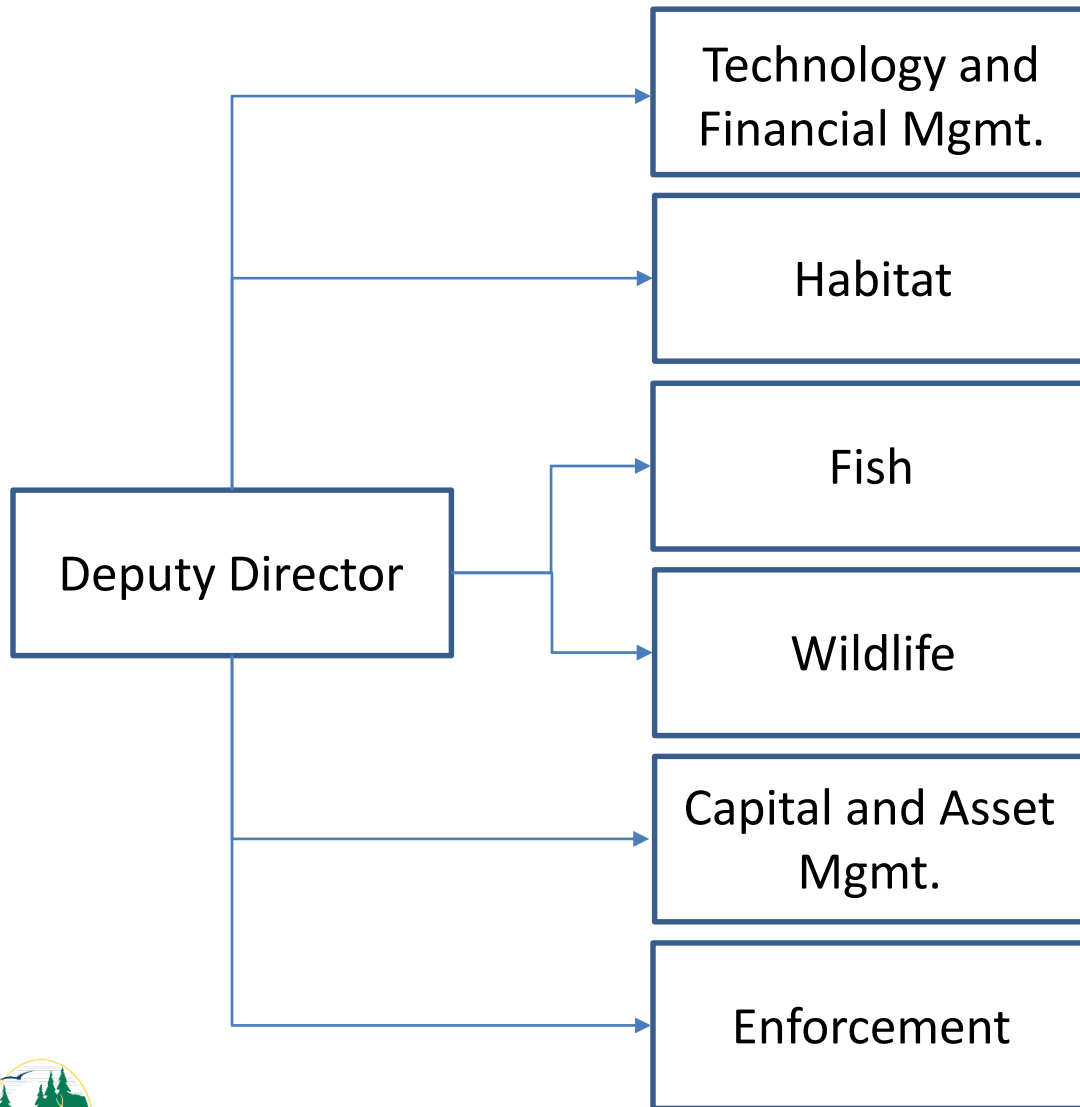 Technology and
Financial Mgmt.
Habitat
Fish
Deputy Director
Wildlife
Capital and Asset
Mgmt.
Enforcement